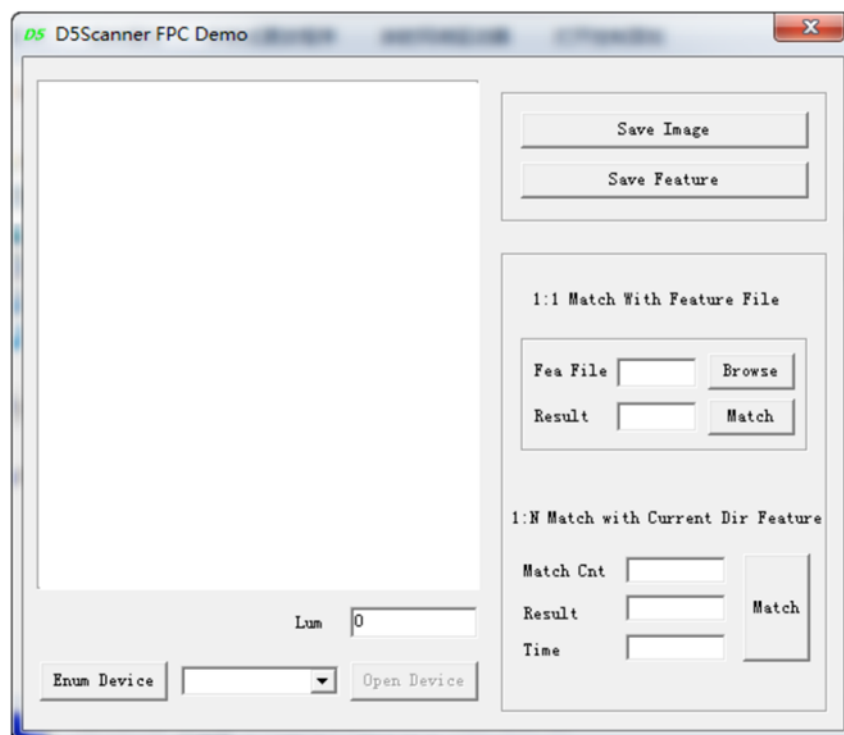 D5 D5Scanner FPC Demo
Save Image
Save Feature
1:1 Match With Feature File
Fea File Browse
Result Match
1:N Match with Current Dir Feature
Match Cnt
Result Match
Time
Lum 0
Enum Device Open Device